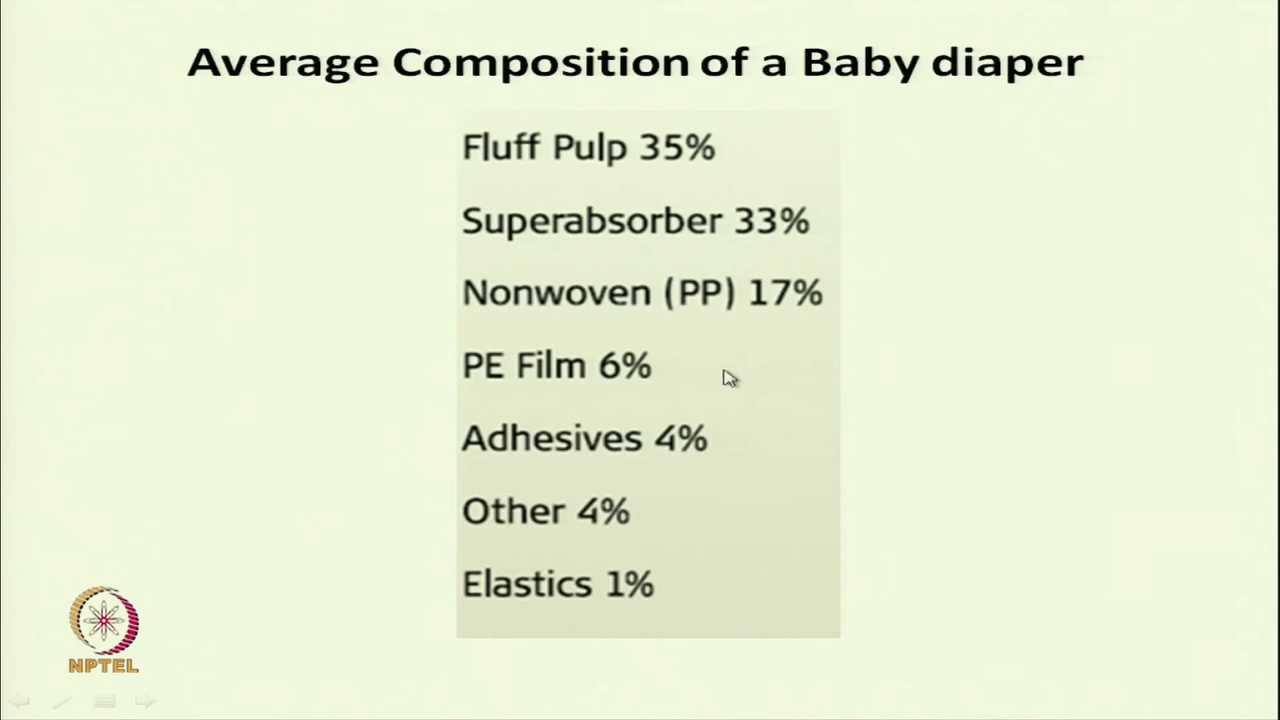 Average Composition of a Baby diaper
Fluff Pulp 35%
Superabsorber 33%
Nonwoven (PP) 17%
PE Film 6%
Adhesives 4%
Other 4%
Elastics 1%
NPTEL